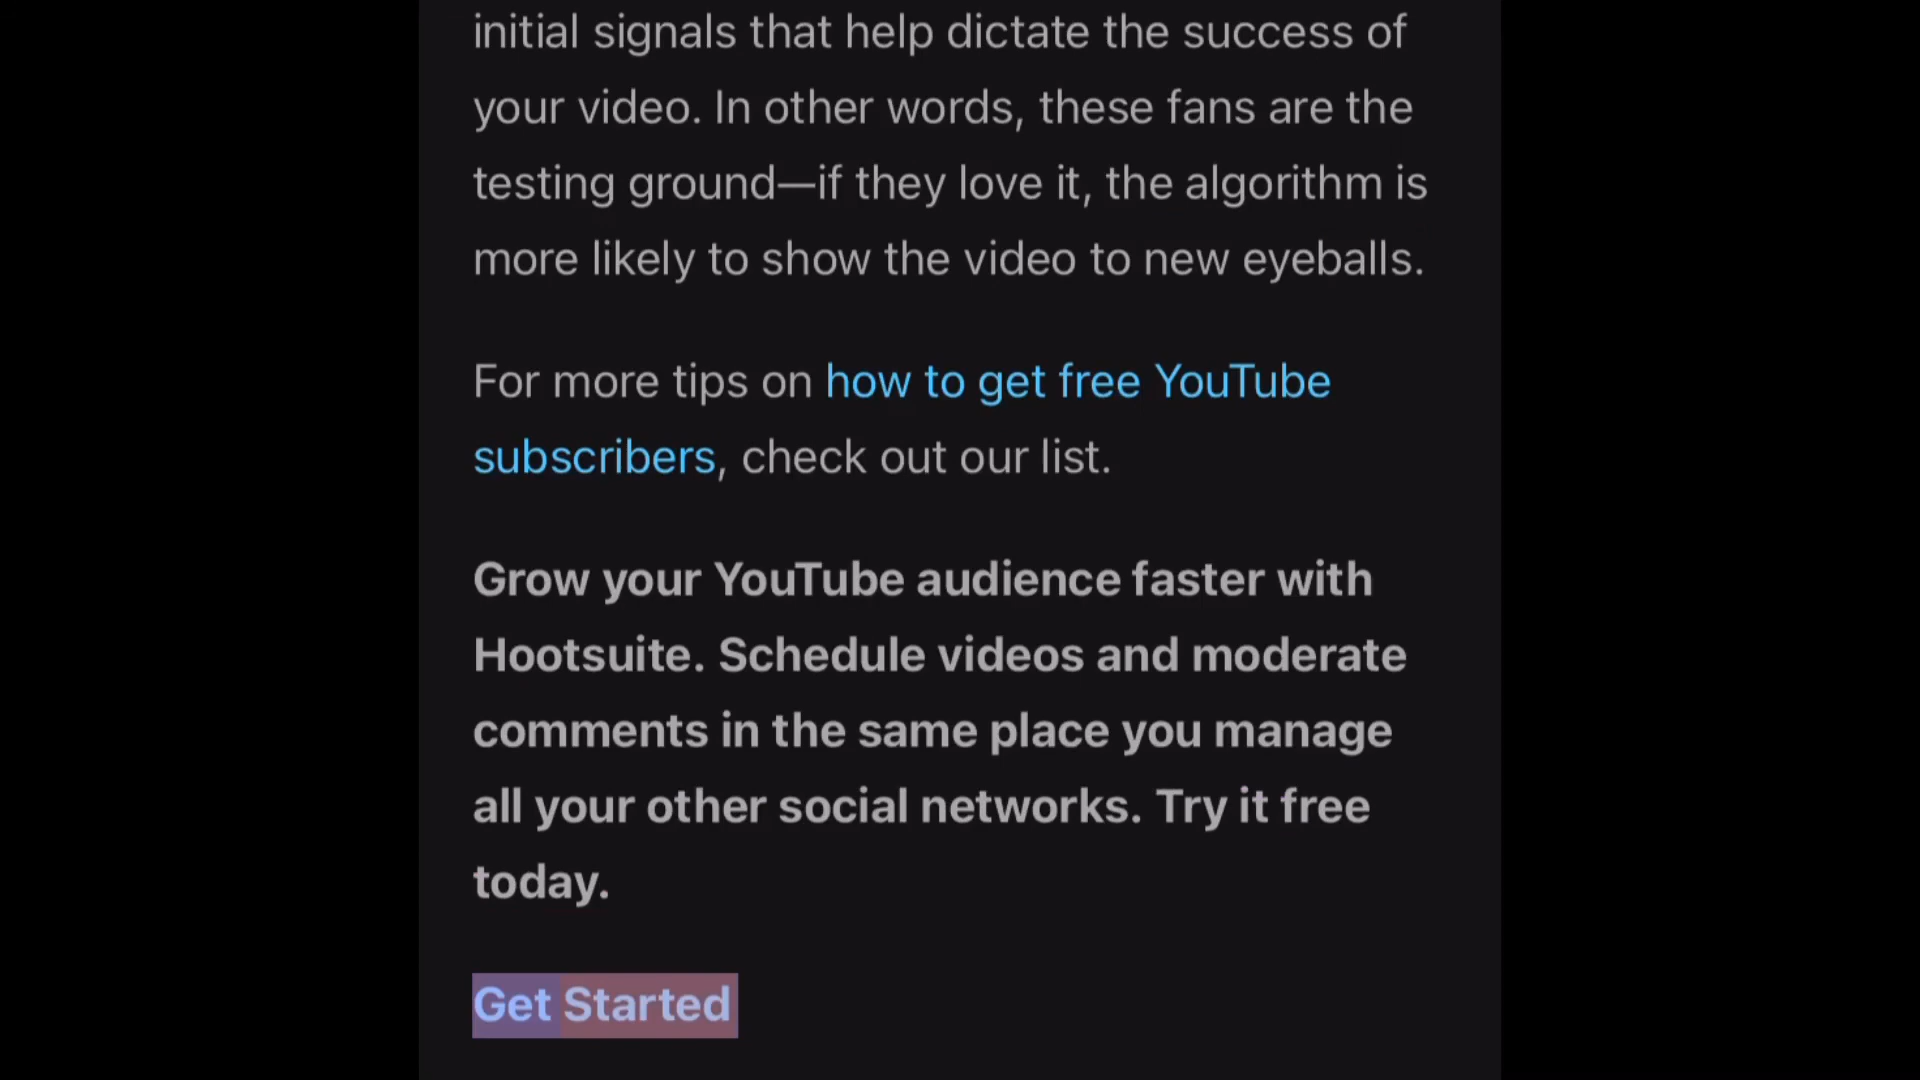 initial signals that help dictate the success of
your video. In other words, these fans are the
testing ground—if they love it, the algorithm is
more likely to show the video to new eyeballs.
For more tips on how to get free YouTube
subscribers, check out our list.
Grow your YouTube audience faster with
Hootsuite. Schedule videos and moderate
comments in the same place you manage
all your other social networks. Try it free
today.
Get Started